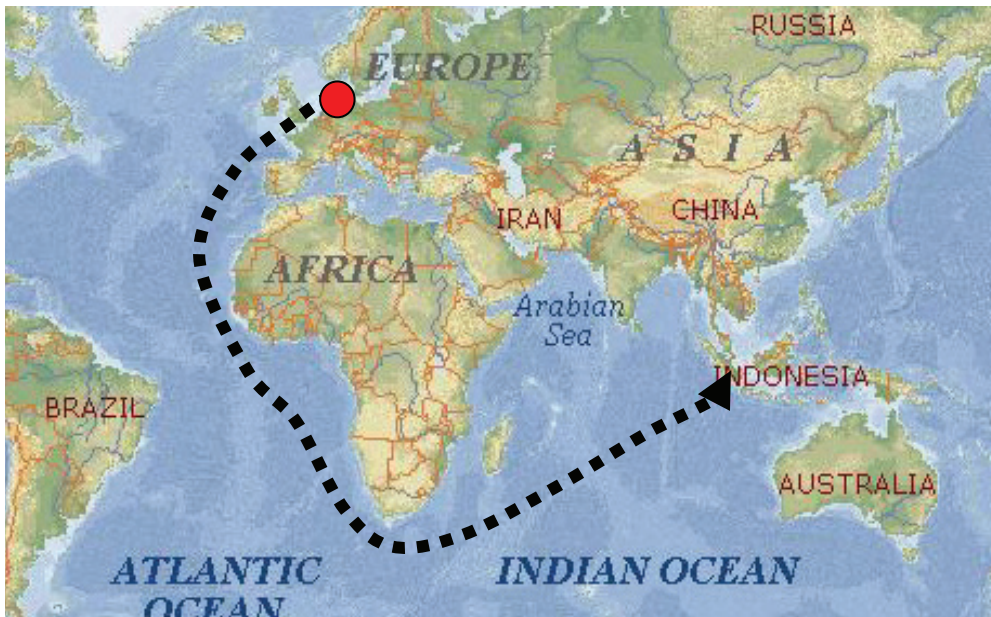 RUSSIA
EUROPE
ASIA
CHINA
IRAN
AFRICA
Arabian
Sea
INDONESIA
BRAZIL
AUSTRALIA
ATLANTIC
OCEAN
INDIAN OCEAN